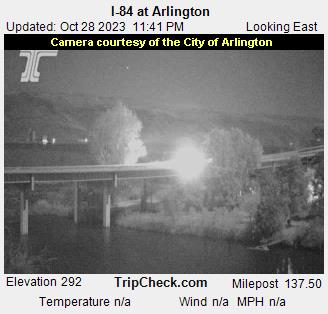 I-84 at Arlington
Updated: Oct 28 2023 11:41 PM Looking East
Camera courtesy of the City of Arlington
Elevation 292 TripCheck.com Milepost 137.50
Temperature n/a Wind n/a MPH n/a